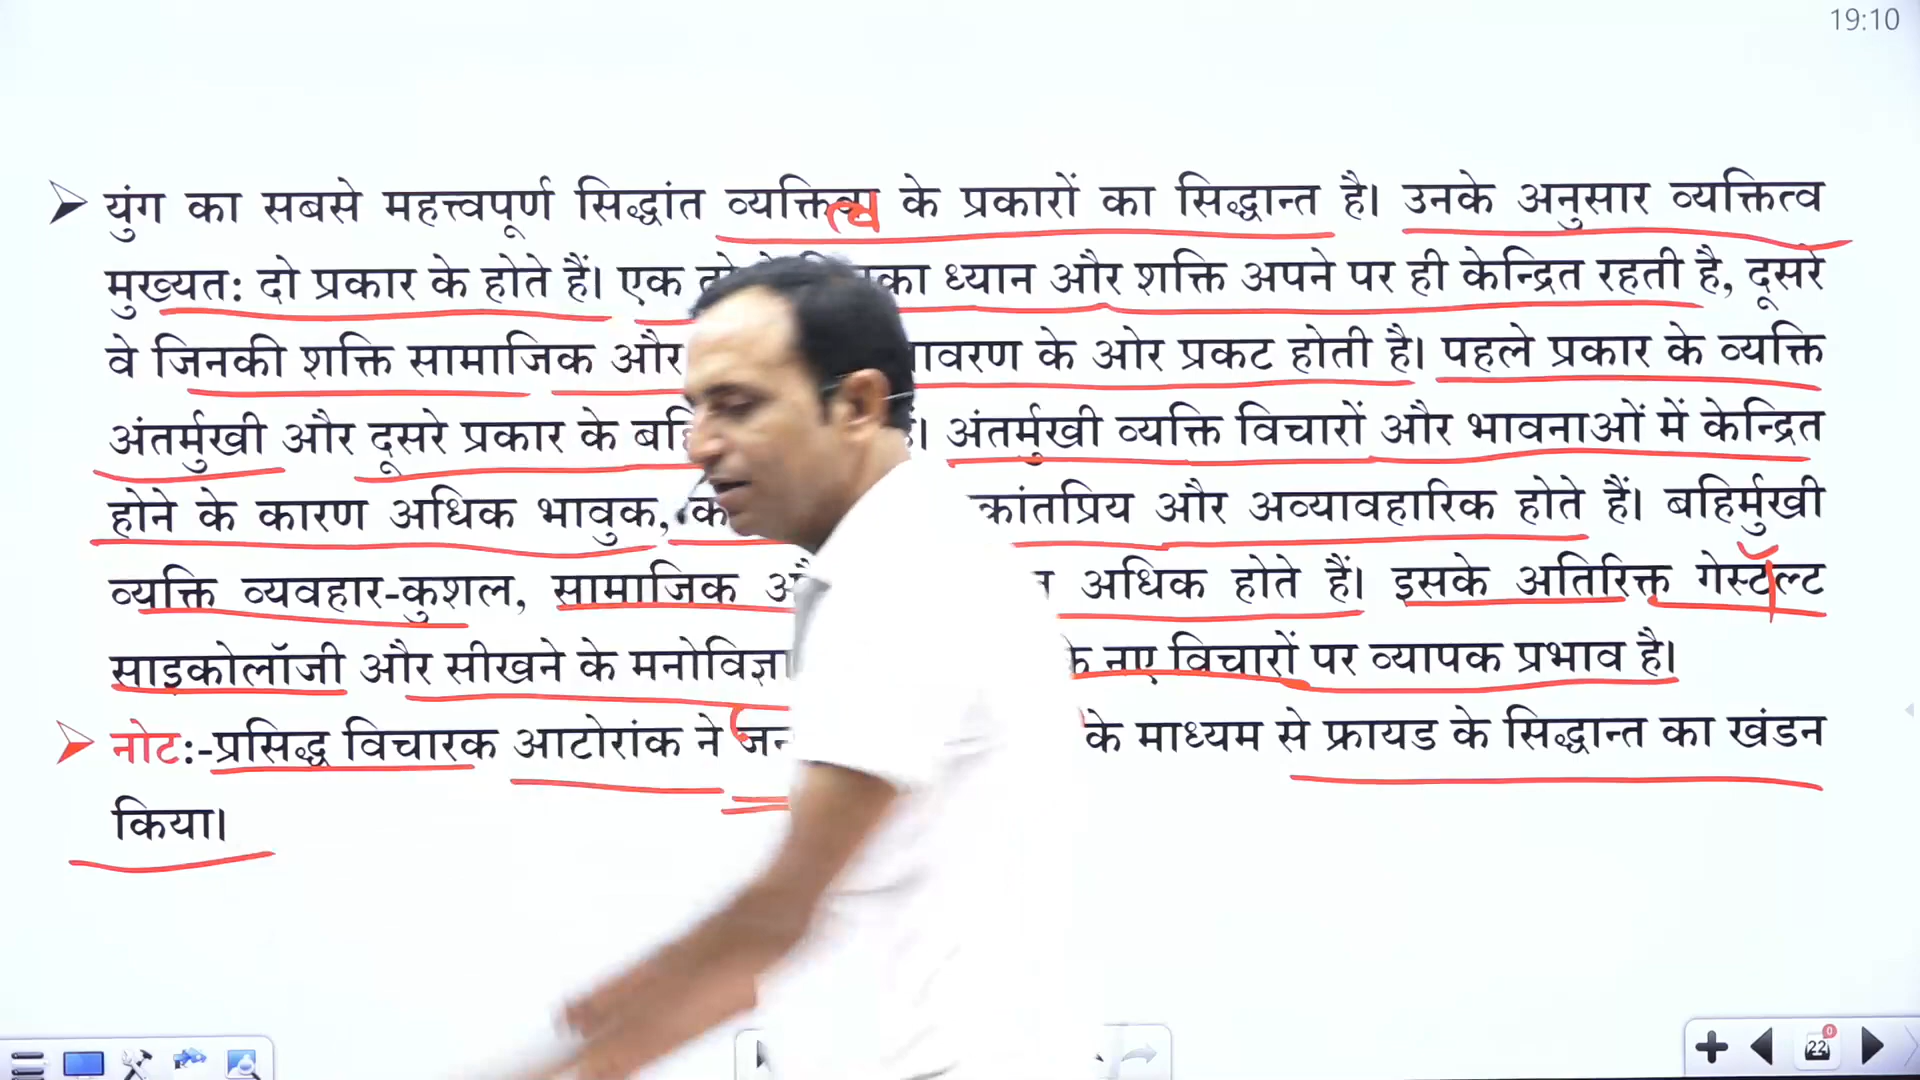 19:10
युंग का सबसे महत्त्वपूर्ण सिद्धांत व्यक्तित्व के प्रकारों का सिद्धान्त है। उनके अनुसार व्यक्तित्व
मुख्यतः दो प्रकार के होते हैं। एक का ध्यान और शक्ति अपने पर ही केन्द्रित रहती है, दूसरे
वे जिनकी शक्ति सामाजिक और के ओर प्रकट होती है। पहले प्रकार के व्यक्ति
अंतर्मुखी और दूसरे प्रकार के अंतर्मुखी व्यक्ति विचारों और भावनाओं में केन्द्रित
होने के कारण अधिक भावुक, और अव्यावहारिक होते हैं। बहिर्मुखी
व्यक्ति व्यवहार-कुशल, सामाजिक अधिक होते हैं। इसके अतिरिक्त गेस्टॉल्ट
साइकोलॉजी और सीखने के नए विचारों पर व्यापक प्रभाव है।
नोट:-प्रसिद्ध विचारक आटोरांक ने के माध्यम से फ्रायड के सिद्धान्त का खंडन
किया।
22
0